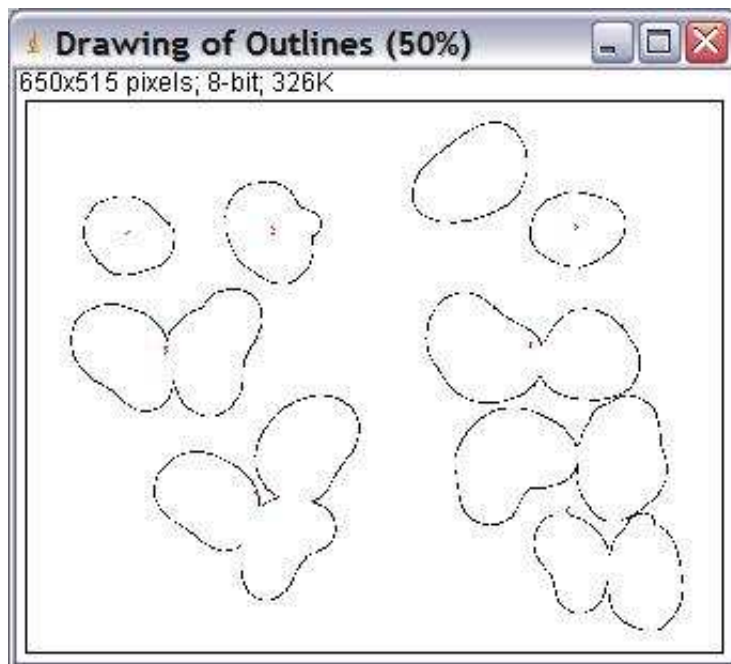 Drawing of Outlines (50%)
650x515 pixels; 8-bit; 326K